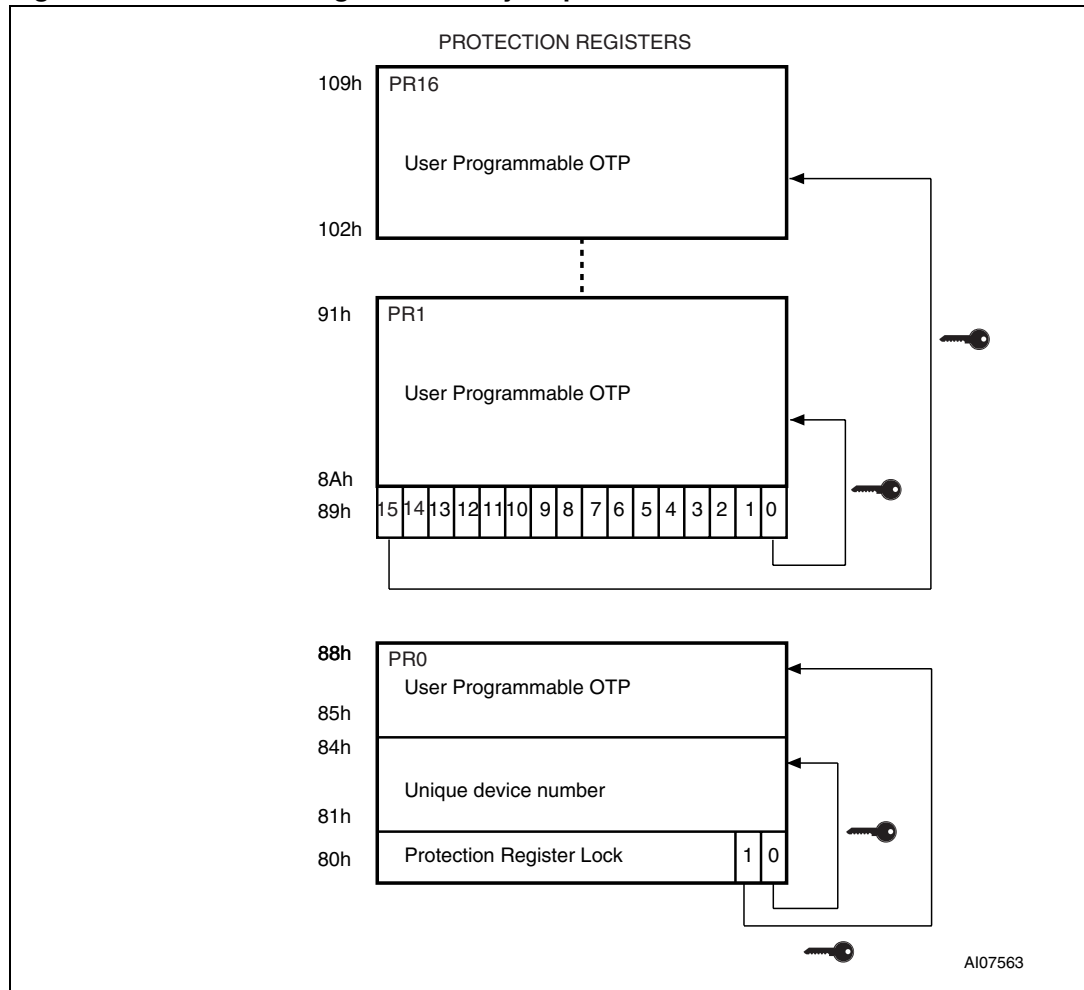 PROTECTION REGISTERS
109h
PR16
User Programmable OTP
102h
91h
PR1
User Programmable OTP
8Ah
89h
15 14 13 12 11 10 9 8 7 6 5 4 3 2 1 0
88h
PR0
User Programmable OTP
85h
84h
Unique device number
81h
80h
Protection Register Lock
1 0
AI07563